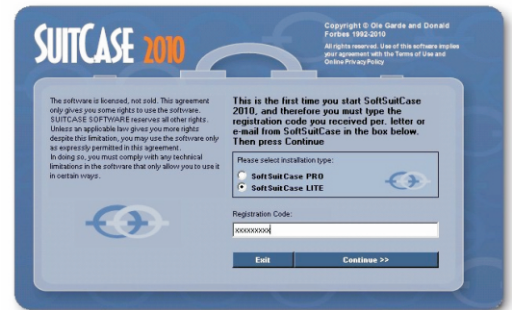 SUITCASE 2010
Copyright © Ole Garde and Donald
Forbes 1992-2010
All rights reserved. Use of this software implies
your agreement with the Terms of Use and
Online Privacy Policy
The software is licensed, not sold. This agreement
only gives you some rights to use the software.
SUITCASE SOFTWARE reserves all other rights.
Unless an applicable law gives you more rights
despite this limitation, you may use the software only
as expressly permitted in this agreement.
In doing so, you must comply with any technical
limitations in the software that only allow you to use it
in certain ways.
This is the first time you start SoftSuitCase
2010, and therefore you must type the
registration code you received per. letter or
e-mail from SoftSuitCase in the box below.
Then press Continue
Please select installation type:
SoftSuitCase PRO
SoftSuitCase LITE
Registration Code:
xxxxxxxxx
Exit
Continue >>